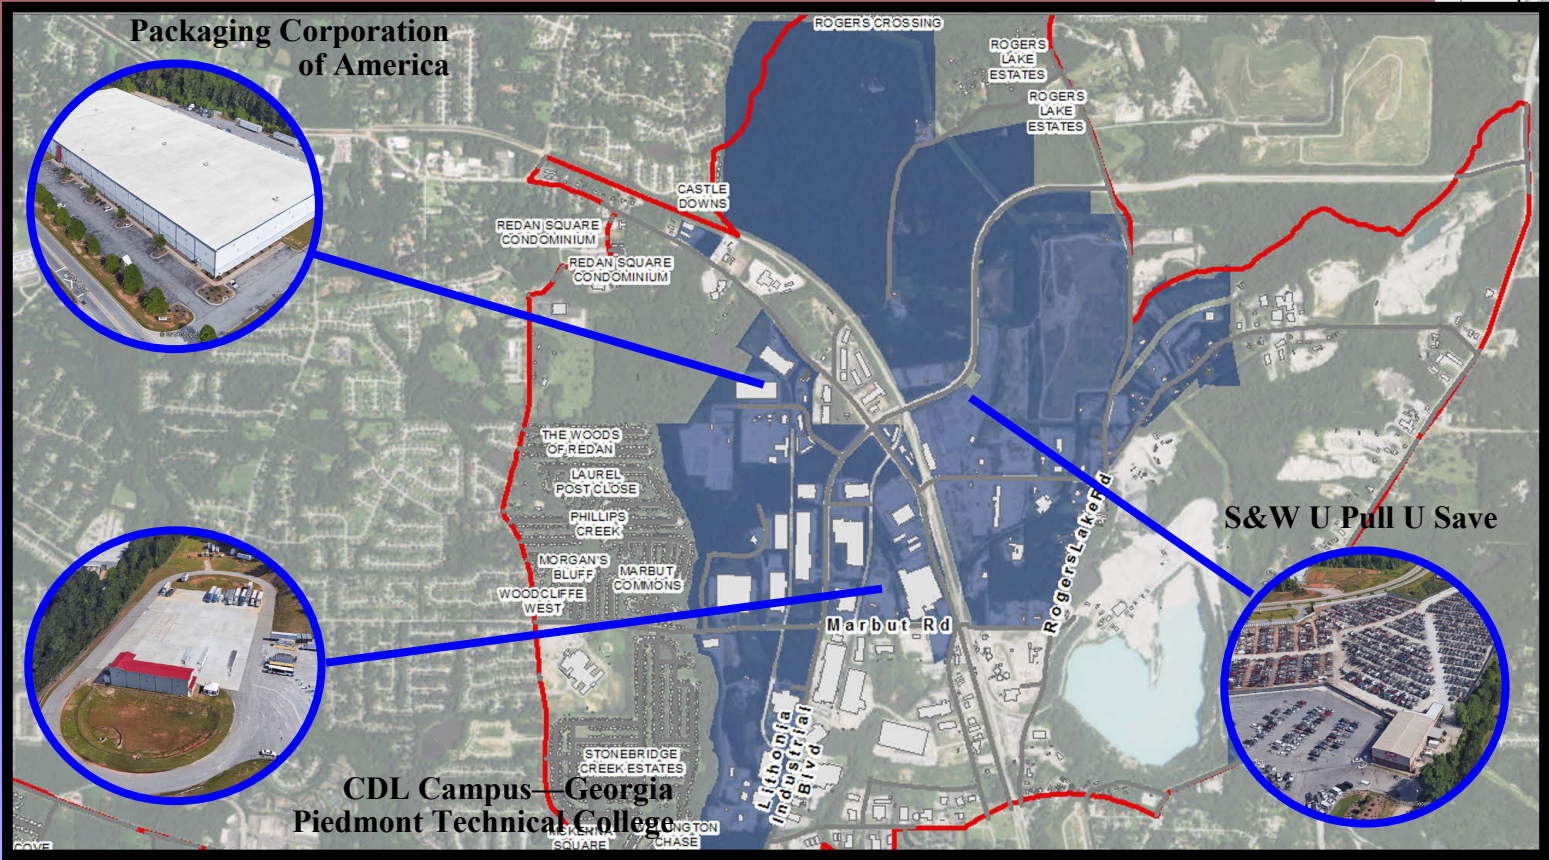 Packaging Corporation
of America
ROGERS CROSSING
ROGERS
LAKE
ESTATES
ROGERS
LAKE
ESTATES
CASTLE
DOWNS
REDAN SQUARE
CONDOMINIUM
REDAN SQUARE
CONDOMINIUM
THE WOODS
OF REDAN
LAUREL
POST CLOSE
PHILLIPS
CREEK
MORGAN'S
BLUFF
MARBUT
COMMONS
WOODCLIFFE
WEST
Rogers Lake Rd
S&W U Pull U Save
Marbut Rd
Lithonia
Industrial
Blvd
STONEBRIDGE
CREEK ESTATES
CDL Campus—Georgia
Piedmont Technical College
SQUARE
CHASE
COVE